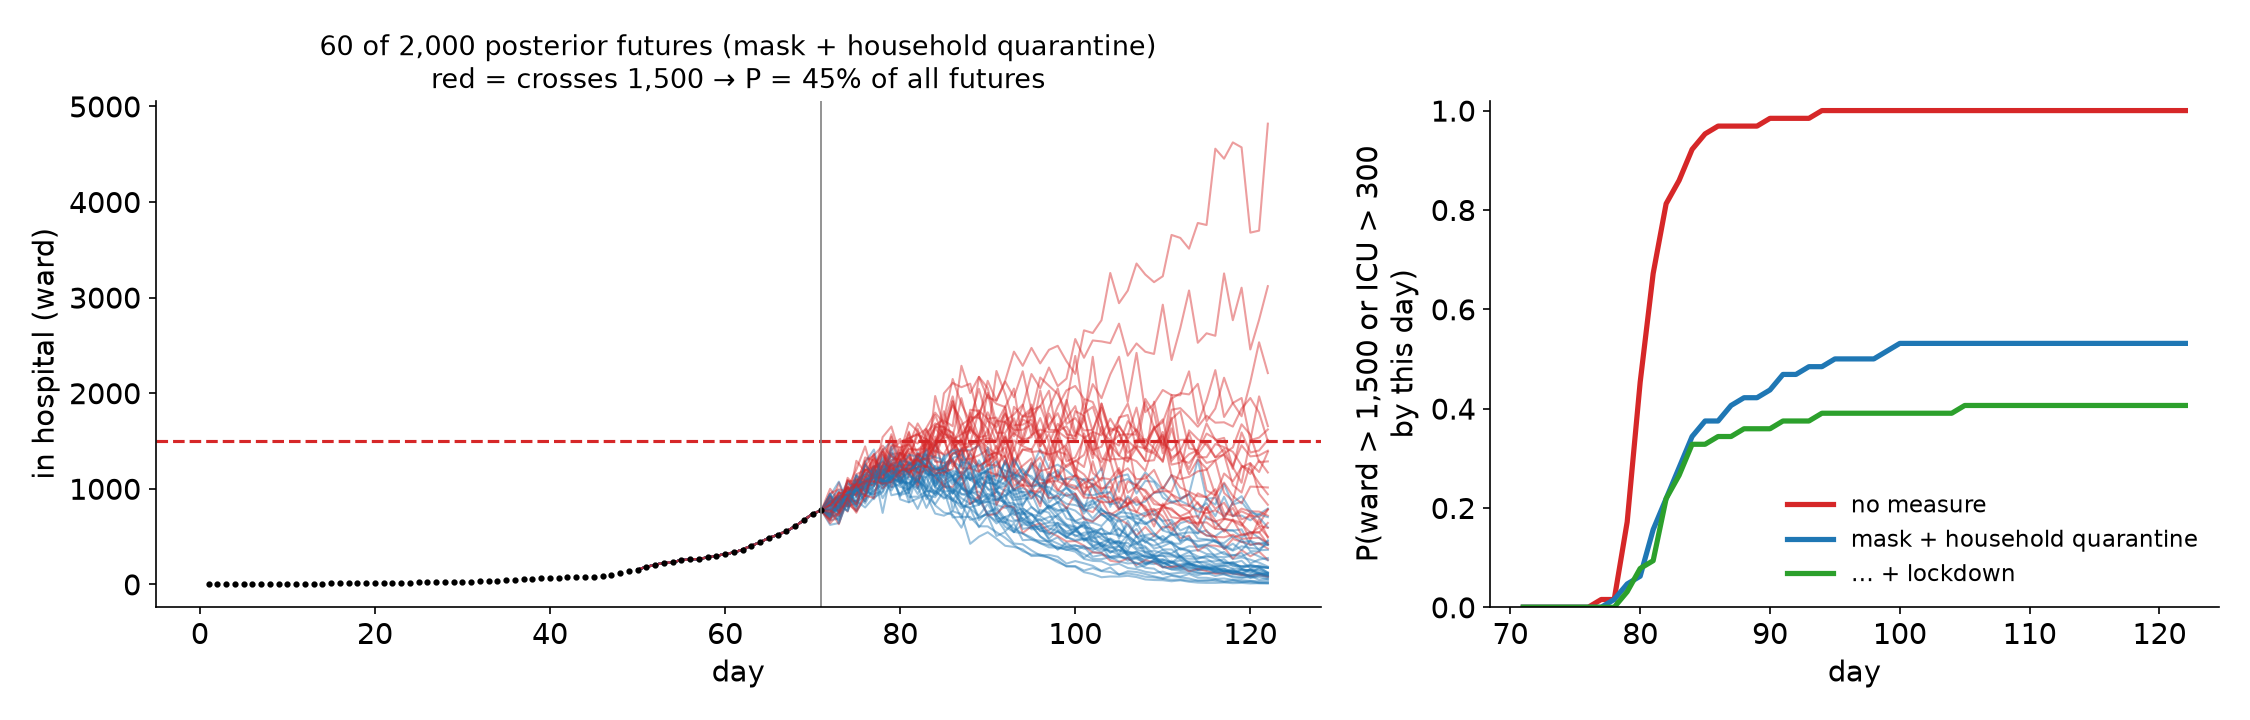 60 of 2,000 posterior futures (mask + household quarantine)
red = crosses 1,500 → P = 45% of all futures
in hospital (ward)
5000
4000
3000
2000
1000
0
0 20 40 60 80 100 120
day
P(ward > 1,500 or ICU > 300
by this day)
1.0
0.8
0.6
0.4
0.2
0.0
no measure
mask + household quarantine
... + lockdown
70 80 90 100 110 120
day